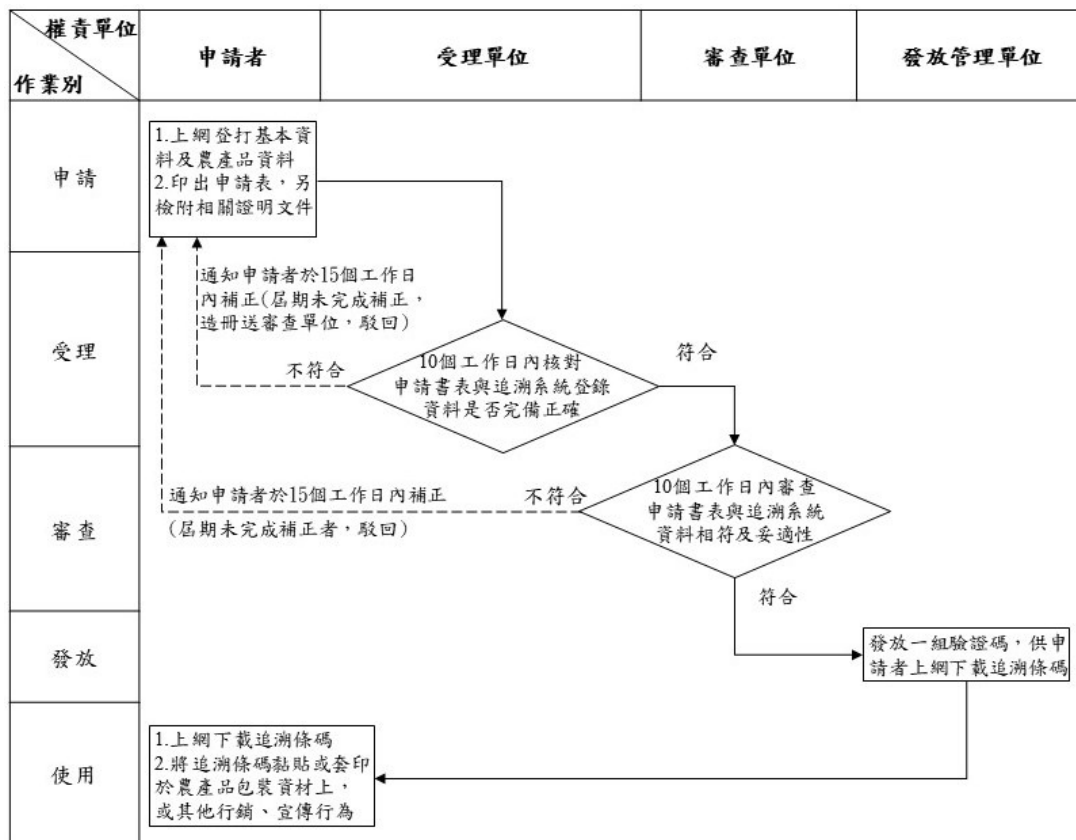 權責單位
作業別
申請者
受理單位
審查單位
發放管理單位
申請
1.上網登打基本資
料及農產品資料
2.印出申請表，另
檢附相關證明文件
受理
通知申請者於15個工作日
內補正(屆期未完成補正，
造冊送審查單位，駁回)
不符合
10個工作日內核對
申請書表與追溯系統登錄
資料是否完備正確
符合
審查
通知申請者於15個工作日內補正
(屆期未完成補正者，駁回)
不符合
10個工作日內審查
申請書表與追溯系統
資料相符及妥適性
符合
發放
發放一組驗證碼，供申
請者上網下載追溯條碼
使用
1.上網下載追溯條碼
2.將追溯條碼黏貼或套印
於農產品包裝資材上，
或其他行銷、宣傳行為